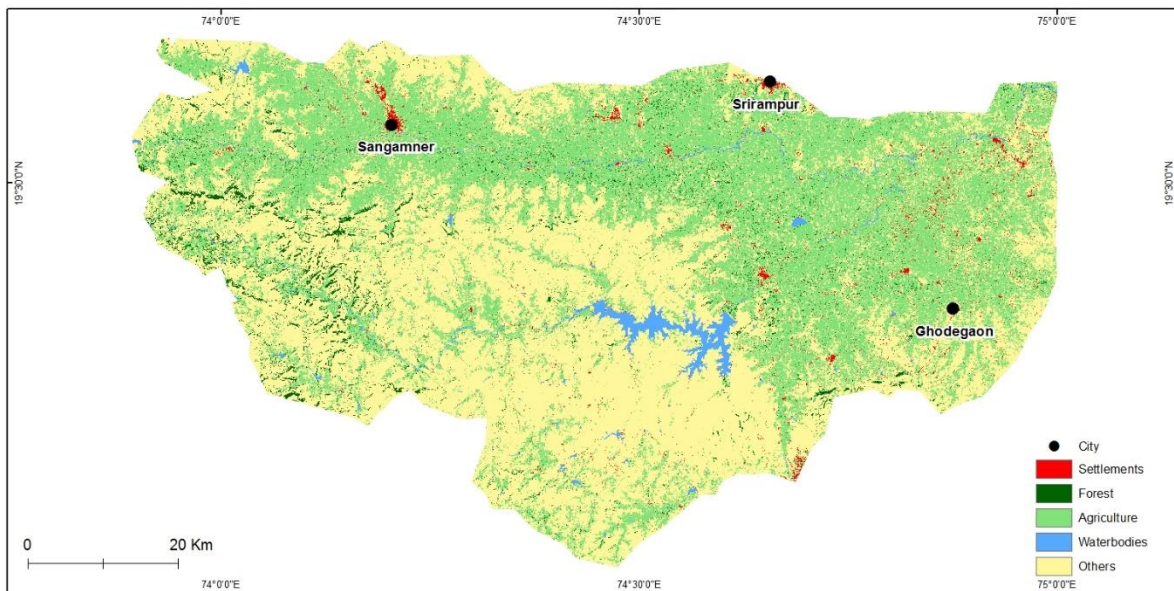 74°0'0"E
74°30'0"E
75°0'0"E
Srirampur
Sangamner
19°30'0"N
19°30'0"N
Ghodegaon
City
Settlements
Forest
Agriculture
Waterbodies
Others
0
20 Km
74°0'0"E
74°30'0"E
75°0'0"E